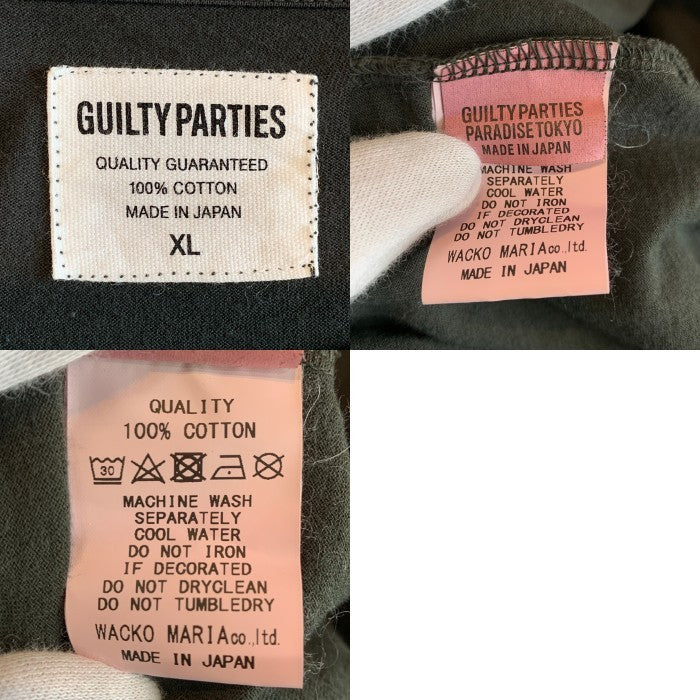 GUILTY PARTIES
QUALITY GUARANTEED
100% COTTON
MADE IN JAPAN
XL
GUILTY PARTIES
PARADISE TOKYO
MADE IN JAPAN
MACHINE WASH
SEPARATELY
COOL WATER
DO NOT IRON
IF DECORATED
DO NOT DRYCLEAN
DO NOT TUMBLEDRY
WACKO MARIA co.,ltd.
MADE IN JAPAN
QUALITY
100% COTTON
30
MACHINE WASH
SEPARATELY
COOL WATER
DO NOT IRON
IF DECORATED
DO NOT DRYCLEAN
DO NOT TUMBLEDRY
WACKO MARIA co.,ltd.
MADE IN JAPAN